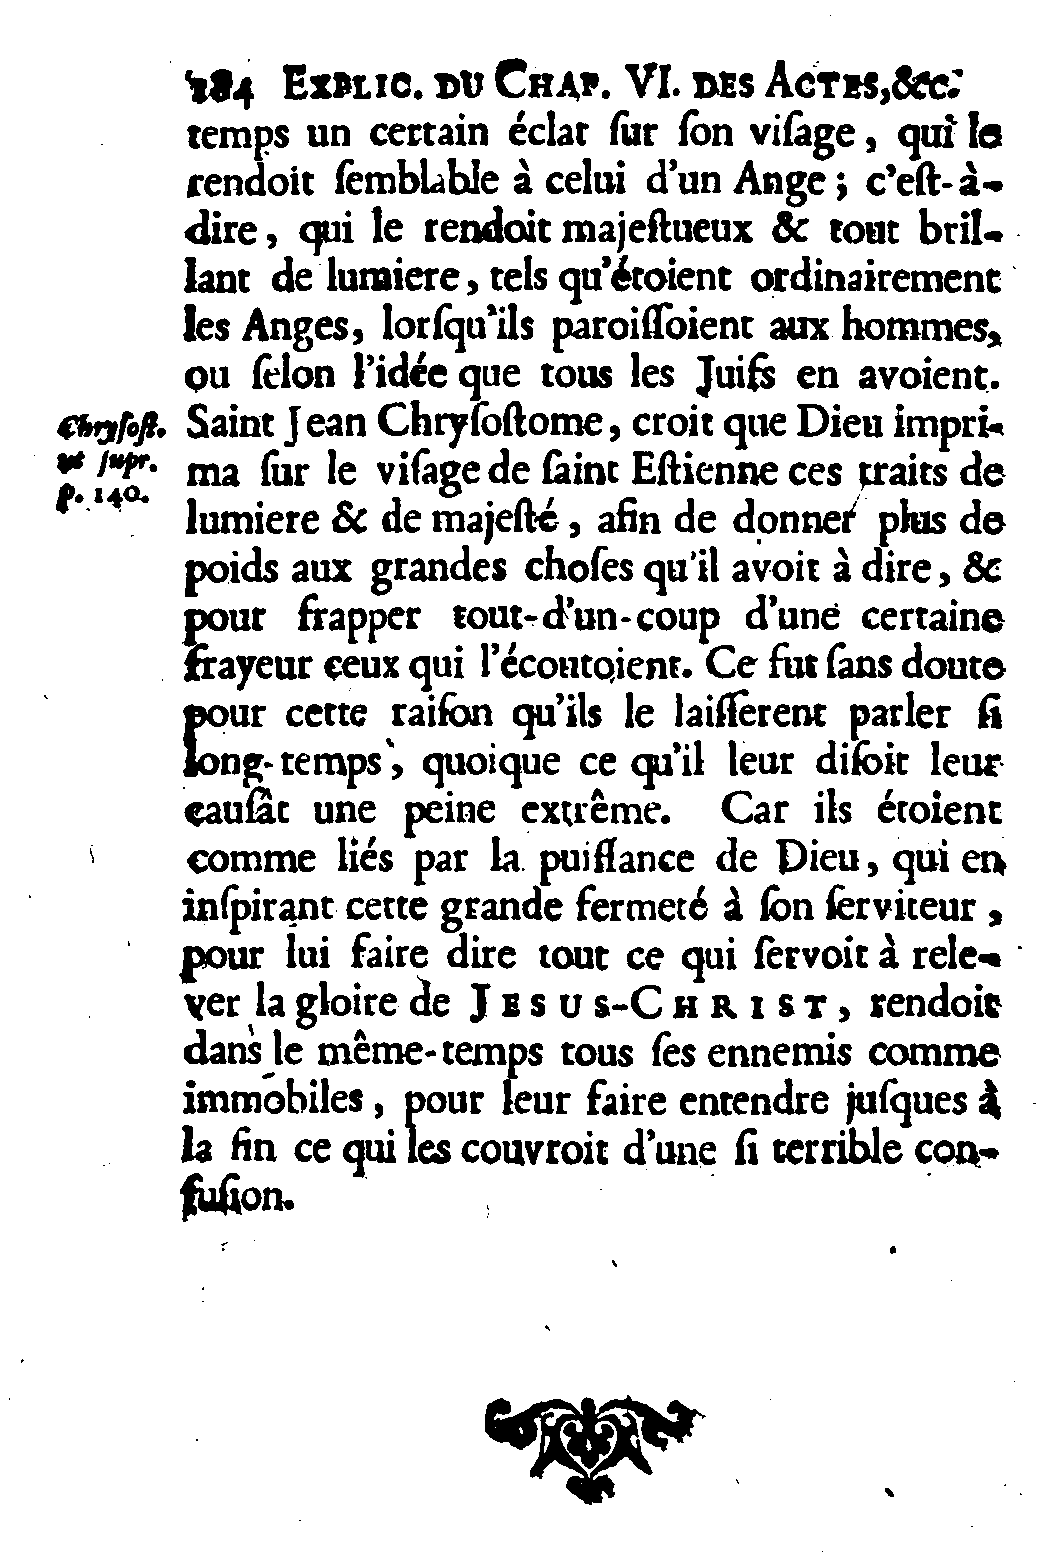 184 EXPLIC. DU CHAP. VI. DES ACTES, &c.
temps un certain éclat ſur ſon viſage, qui le
rendoit ſemblable à celui d'un Ange ; c'eſt-à-
dire, qui le rendoit majeſtueux & tout bril-
lant de lumiere, tels qu'étoient ordinairement
les Anges, lorſqu'ils paroiſſoient aux hommes,
ou ſelon l'idée que tous les Juifs en avoient.
Saint Jean Chryſoſtome, croit que Dieu impri-
ma ſur le viſage de ſaint Eſtienne ces traits de
lumiere & de majeſté, afin de donner plus de
poids aux grandes choſes qu'il avoit à dire, &
pour frapper tout-d'un-coup d'une certaine
frayeur ceux qui l'écoutoient. Ce fut ſans doute
pour cette raiſon qu'ils le laiſſerent parler ſi
long-temps, quoique ce qu'il leur diſoit leur
cauſât une peine extrême. Car ils étoient
comme liés par la puiſſance de Dieu, qui en
inſpirant cette grande fermeté à ſon ſerviteur,
pour lui faire dire tout ce qui ſervoit à rele-
ver la gloire de JESUS-CHRIST, rendoit
dans le même-temps tous ſes ennemis comme
immobiles, pour leur faire entendre juſques à
la fin ce qui les couvroit d'une ſi terrible con-
fuſion.
Chryſoſt.
ut ſupr.
p. 140.